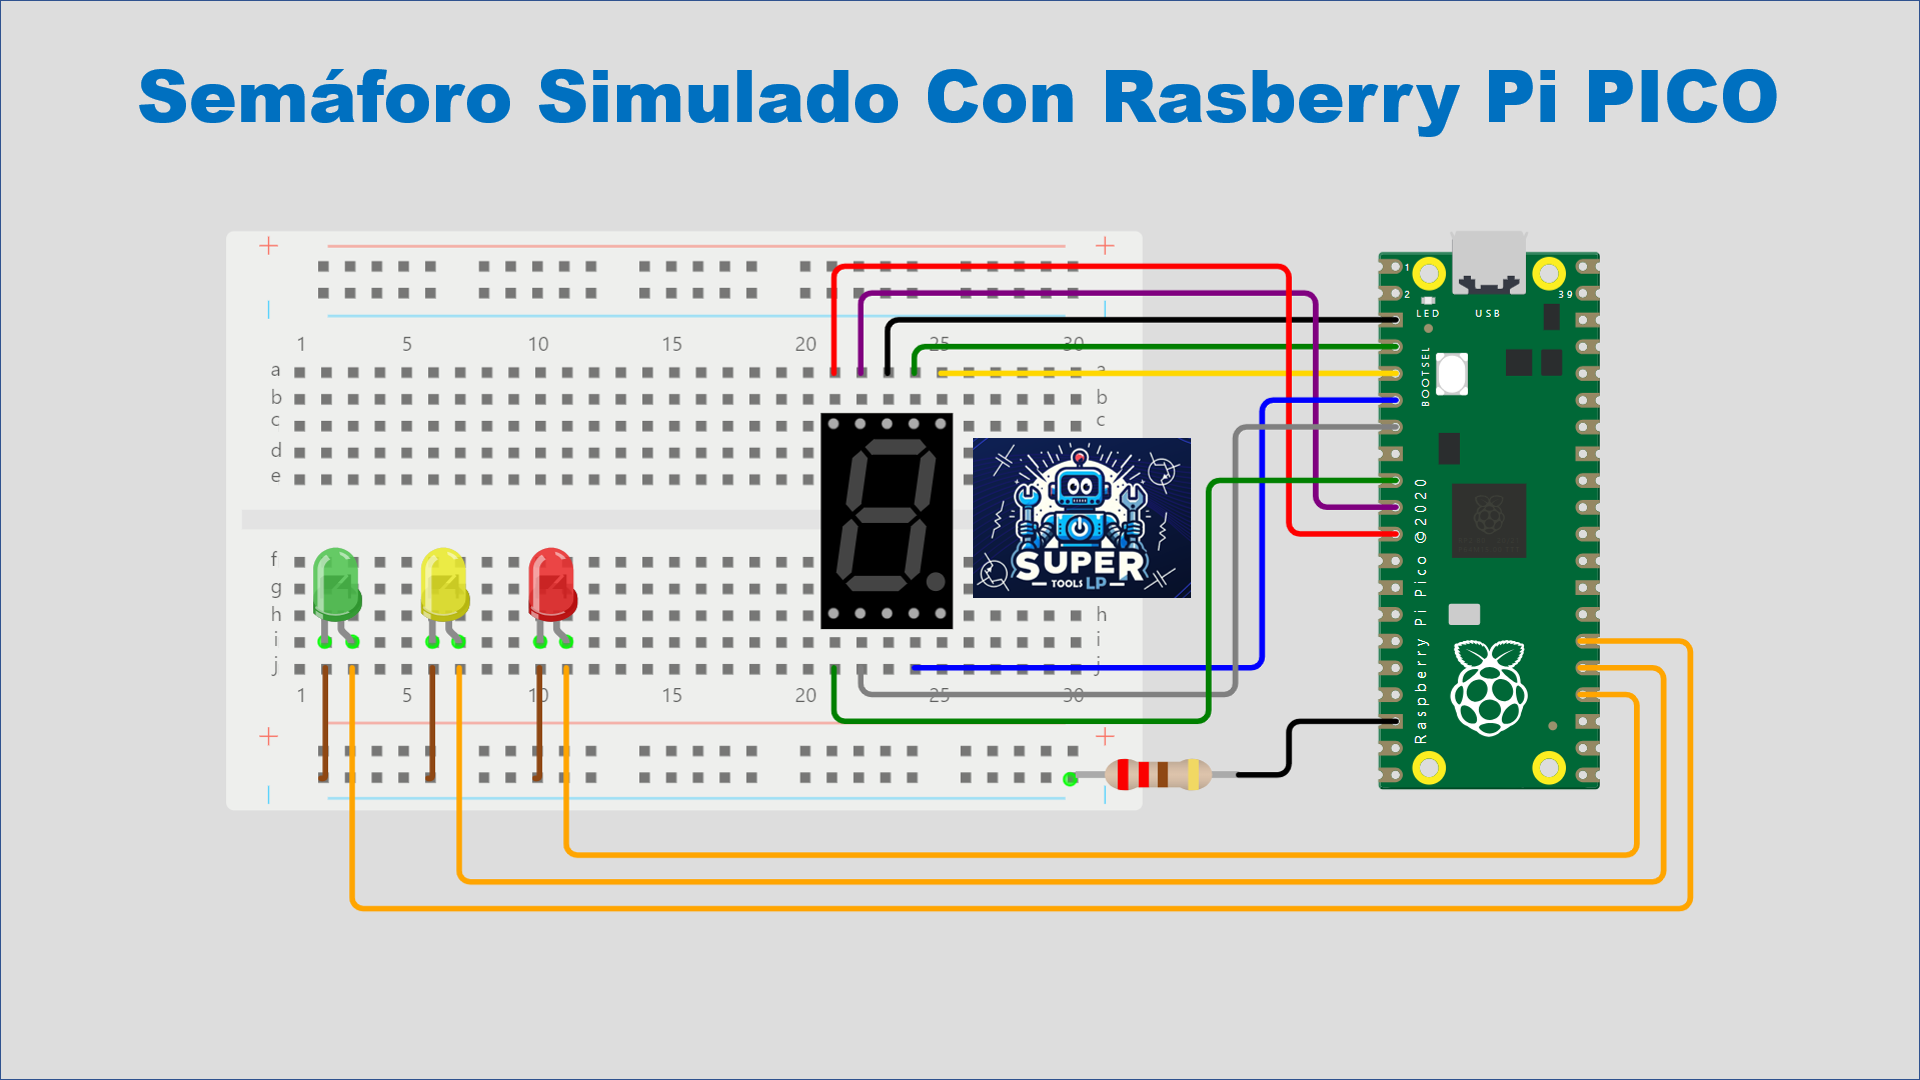 Semáforo Simulado Con Rasberry Pi PICO
1 5 10 15 20 25 30
a a
b b
c c
d
e
f
g
h h
i i
j j
1 5 10 15 20 25 30
SUPER
TOOLS LP
1
2 39
LED USB
BOOTSEL
Raspberry Pi Pico ©2020